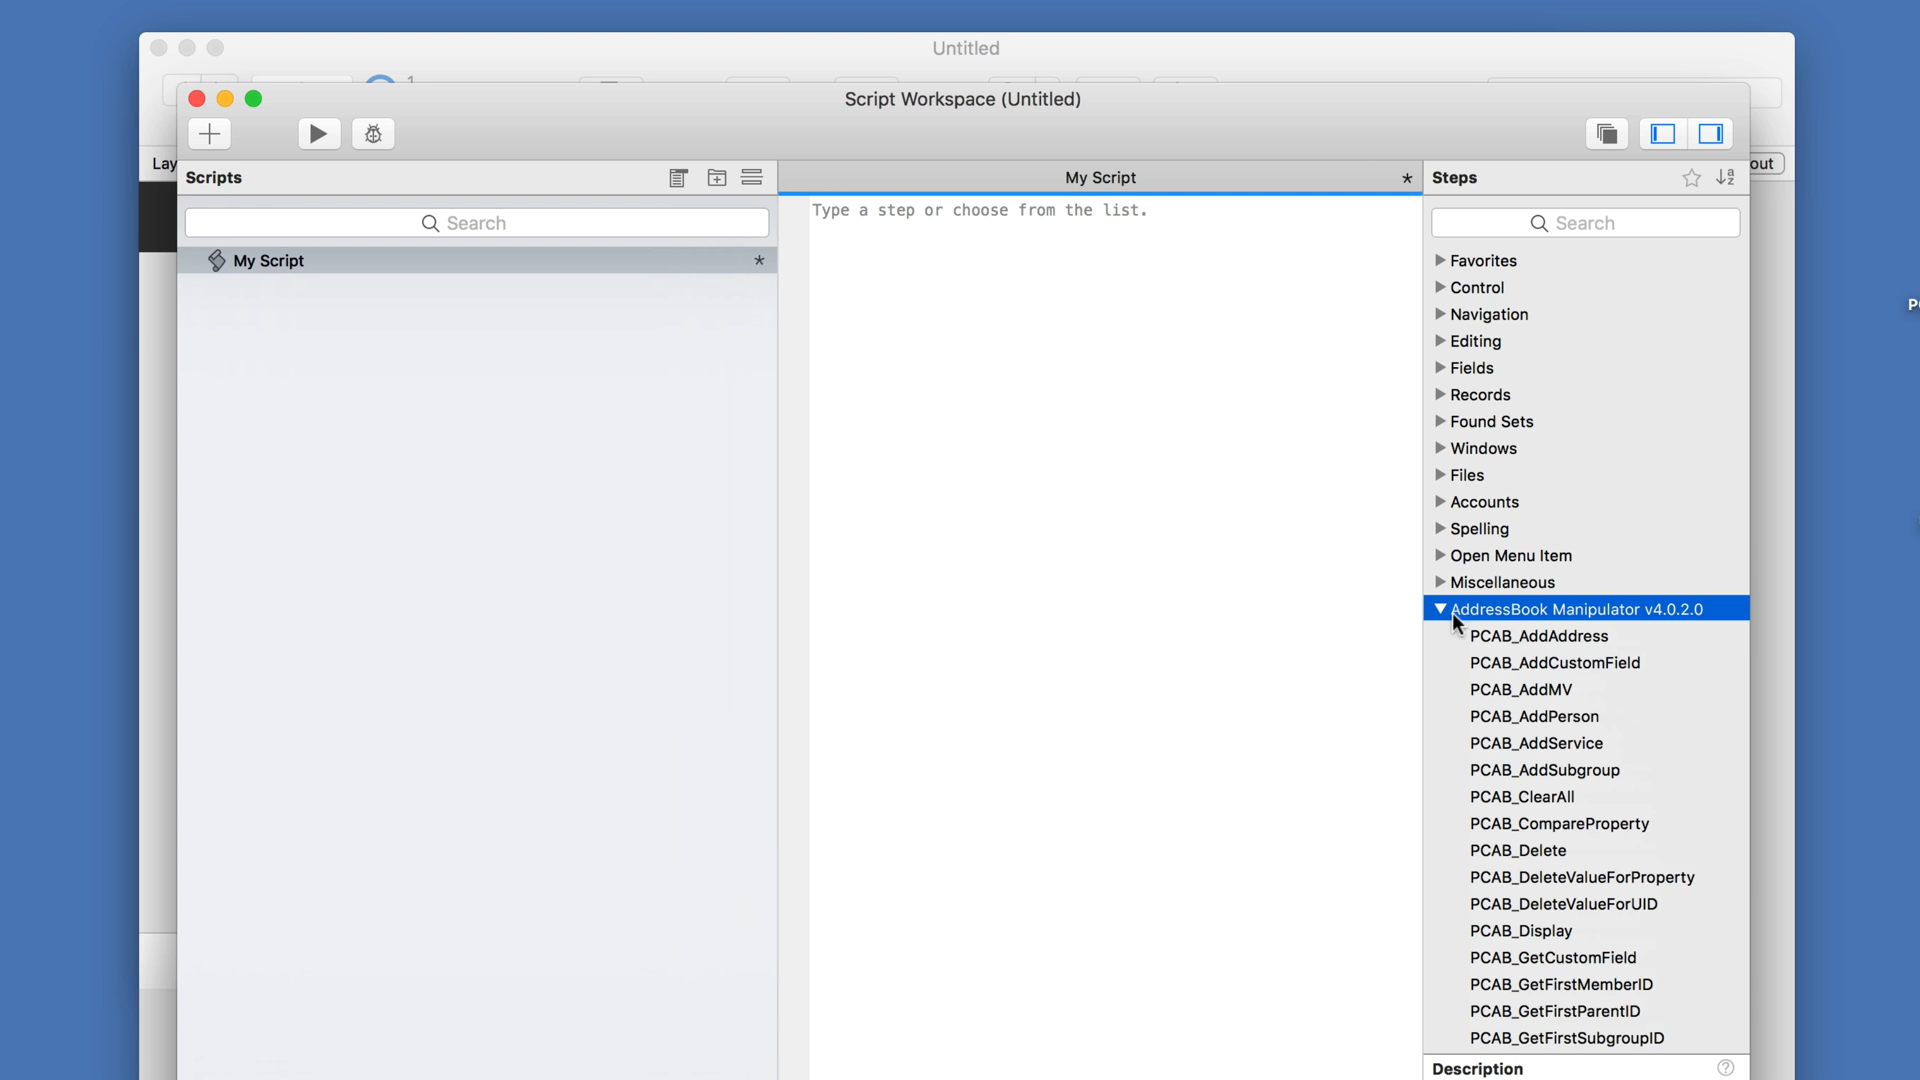 Untitled
1
Script Workspace (Untitled)
Lay
out
Scripts
My Script
*
Steps
Search
Type a step or choose from the list.
Search
My Script
*
Favorites
Control
Navigation
Editing
Fields
Records
Found Sets
Windows
Files
Accounts
Spelling
Open Menu Item
Miscellaneous
AddressBook Manipulator v4.0.2.0
PCAB_AddAddress
PCAB_AddCustomField
PCAB_AddMV
PCAB_AddPerson
PCAB_AddService
PCAB_AddSubgroup
PCAB_ClearAll
PCAB_CompareProperty
PCAB_Delete
PCAB_DeleteValueForProperty
PCAB_DeleteValueForUID
PCAB_Display
PCAB_GetCustomField
PCAB_GetFirstMemberID
PCAB_GetFirstParentID
PCAB_GetFirstSubgroupID
Description
?